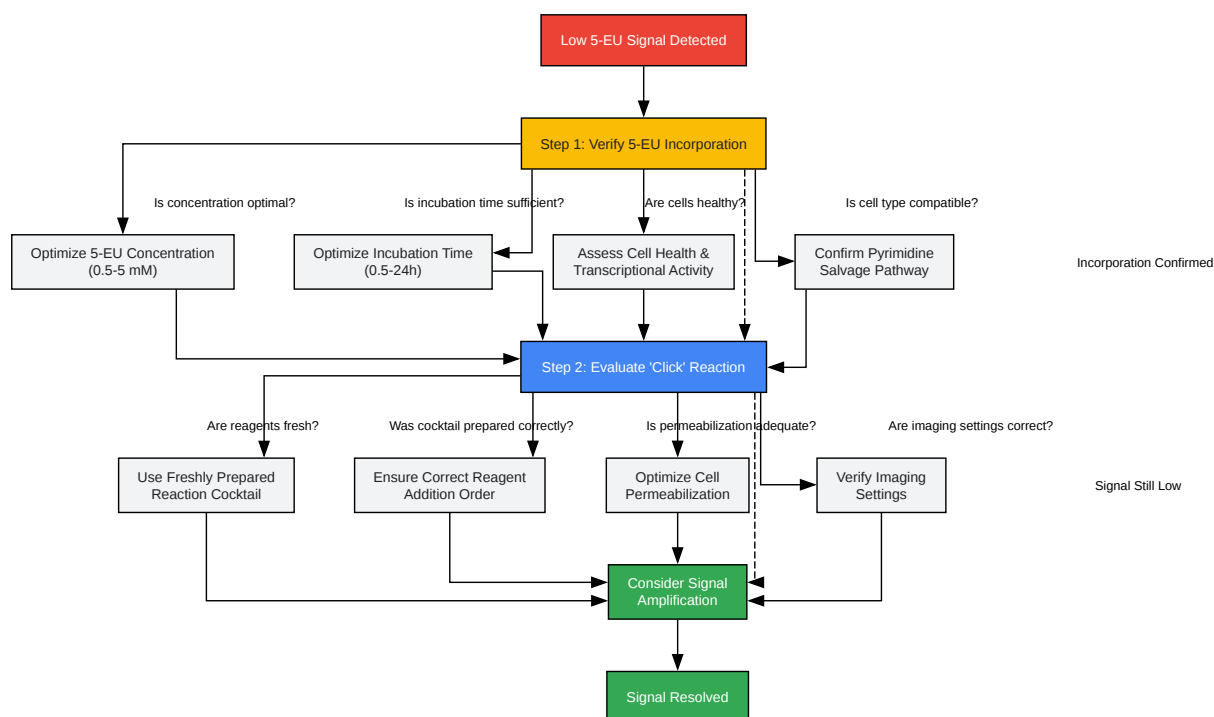 Low 5-EU Signal Detected
Step 1: Verify 5-EU Incorporation
Is concentration optimal?
Is incubation time sufficient?
Are cells healthy?
Is cell type compatible?
Optimize 5-EU Concentration
(0.5-5 mM)
Optimize Incubation Time
(0.5-24h)
Assess Cell Health &
Transcriptional Activity
Confirm Pyrimidine
Salvage Pathway
Incorporation Confirmed
Step 2: Evaluate 'Click' Reaction
Are reagents fresh?
Was cocktail prepared correctly?
Is permeabilization adequate?
Are imaging settings correct?
Use Freshly Prepared
Reaction Cocktail
Ensure Correct Reagent
Addition Order
Optimize Cell
Permeabilization
Verify Imaging
Settings
Signal Still Low
Consider Signal
Amplification
Signal Resolved